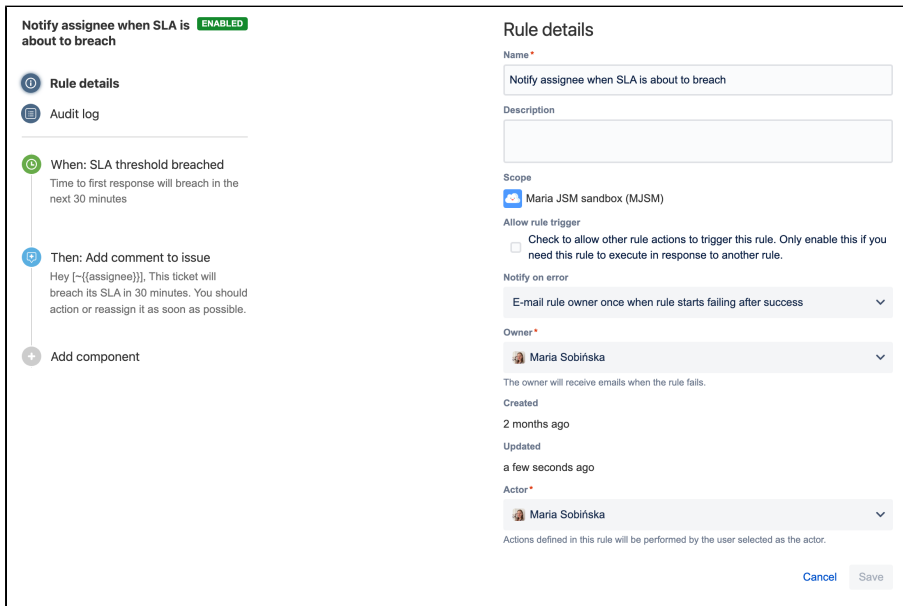 Notify assignee when SLA is ENABLED
about to breach
Rule details
Audit log
When: SLA threshold breached
Time to first response will breach in the
next 30 minutes
Then: Add comment to issue
Hey [~{{assignee}}], This ticket will
breach its SLA in 30 minutes. You should
action or reassign it as soon as possible.
Add component
Rule details
Name*
Notify assignee when SLA is about to breach
Description
Scope
Maria JSM sandbox (MJSM)
Allow rule trigger
Check to allow other rule actions to trigger this rule. Only enable this if you
need this rule to execute in response to another rule.
Notify on error
E-mail rule owner once when rule starts failing after success
Owner*
Maria Sobińska
The owner will receive emails when the rule fails.
Created
2 months ago
Updated
a few seconds ago
Actor*
Maria Sobińska
Actions defined in this rule will be performed by the user selected as the actor.
Cancel Save